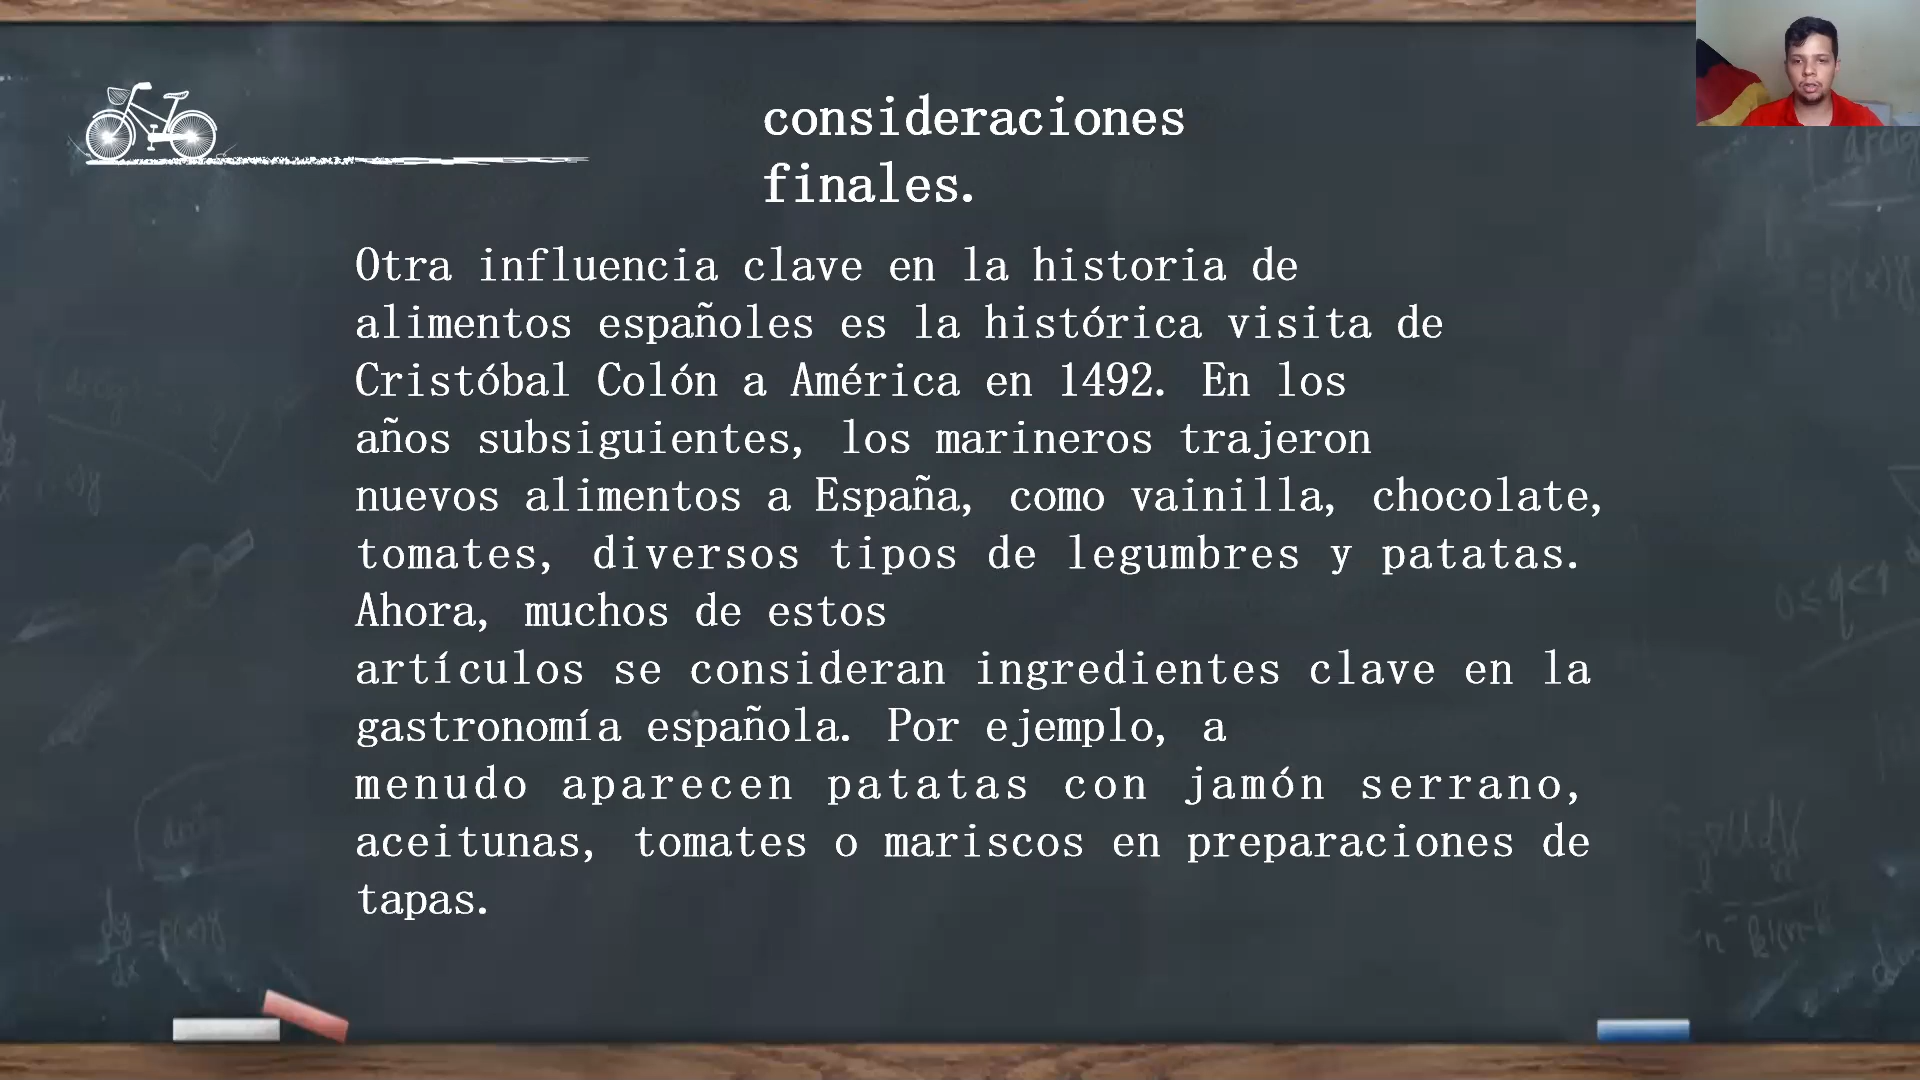 consideraciones
finales.
Otra influencia clave en la historia de
alimentos españoles es la histórica visita de
Cristóbal Colón a América en 1492. En los
años subsiguientes, los marineros trajeron
nuevos alimentos a España, como vainilla, chocolate,
tomates, diversos tipos de legumbres y patatas.
Ahora, muchos de estos
artículos se consideran ingredientes clave en la
gastronomía española. Por ejemplo, a
menudo aparecen patatas con jamón serrano,
aceitunas, tomates o mariscos en preparaciones de
tapas.